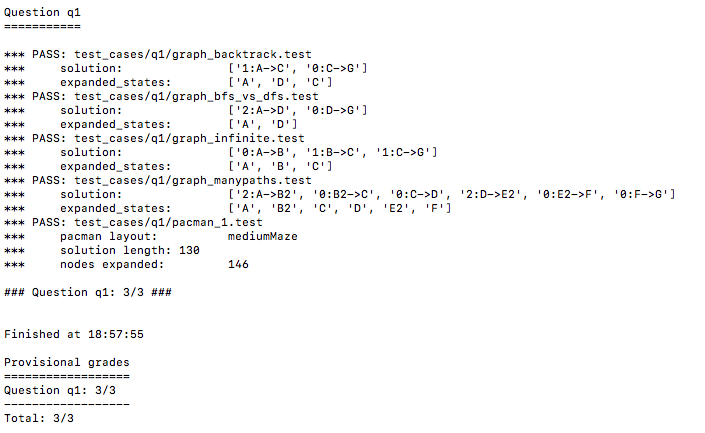 Question q1
===========
*** PASS: test_cases/q1/graph_backtrack.test
*** solution: ['1:A->C', '0:C->G']
*** expanded_states: ['A', 'D', 'C']
*** PASS: test_cases/q1/graph_bfs_vs_dfs.test
*** solution: ['2:A->D', '0:D->G']
*** expanded_states: ['A', 'D']
*** PASS: test_cases/q1/graph_infinite.test
*** solution: ['0:A->B', '1:B->C', '1:C->G']
*** expanded_states: ['A', 'B', 'C']
*** PASS: test_cases/q1/graph_manypaths.test
*** solution: ['2:A->B2', '0:B2->C', '0:C->D', '2:D->E2', '0:E2->F', '0:F->G']
*** expanded_states: ['A', 'B2', 'C', 'D', 'E2', 'F']
*** PASS: test_cases/q1/pacman_1.test
*** pacman layout: mediumMaze
*** solution length: 130
*** nodes expanded: 146
### Question q1: 3/3 ###
Finished at 18:57:55
Provisional grades
==================
Question q1: 3/3
------------------
Total: 3/3